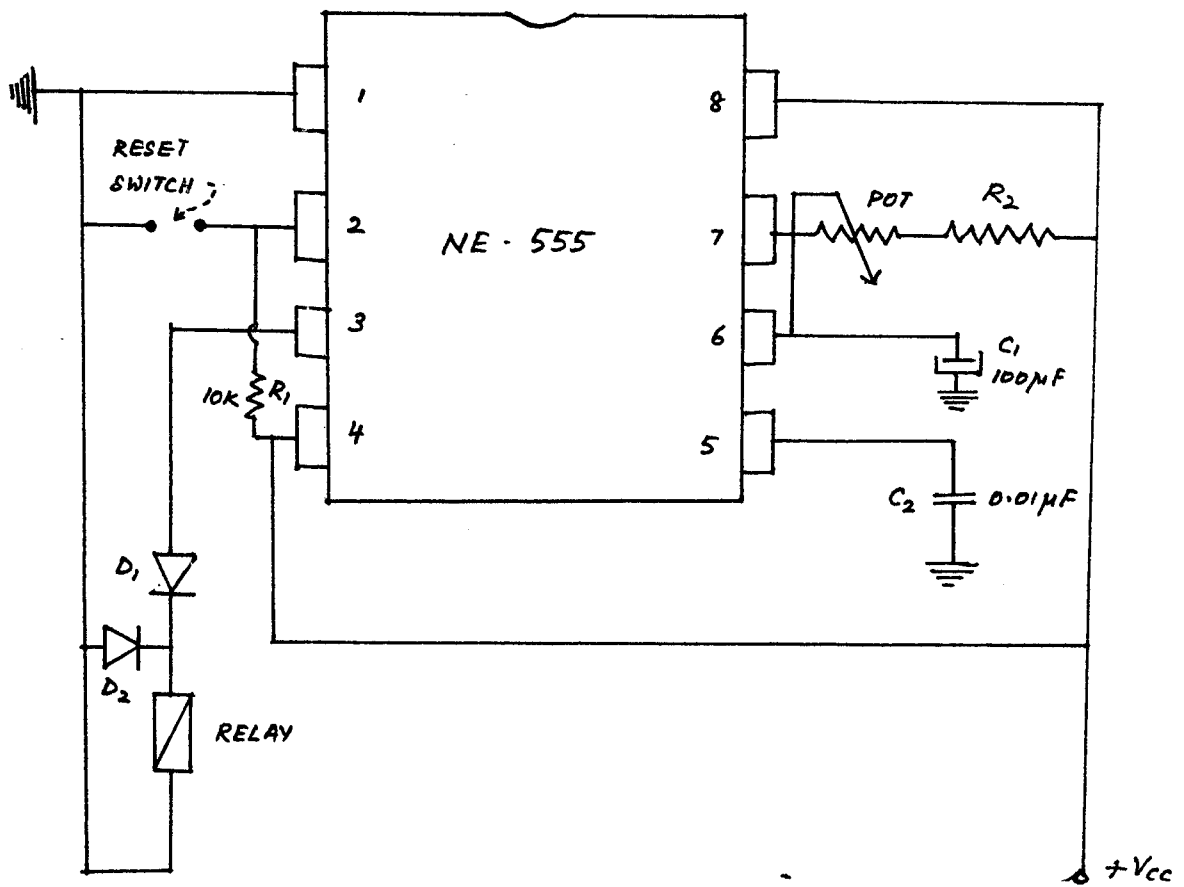 RESET
SWITCH
1
2
3
4
NE - 555
8
7
6
5
POT
R2
C1
100µF
10K
R1
C2
0.01µF
D1
D2
RELAY
+Vcc